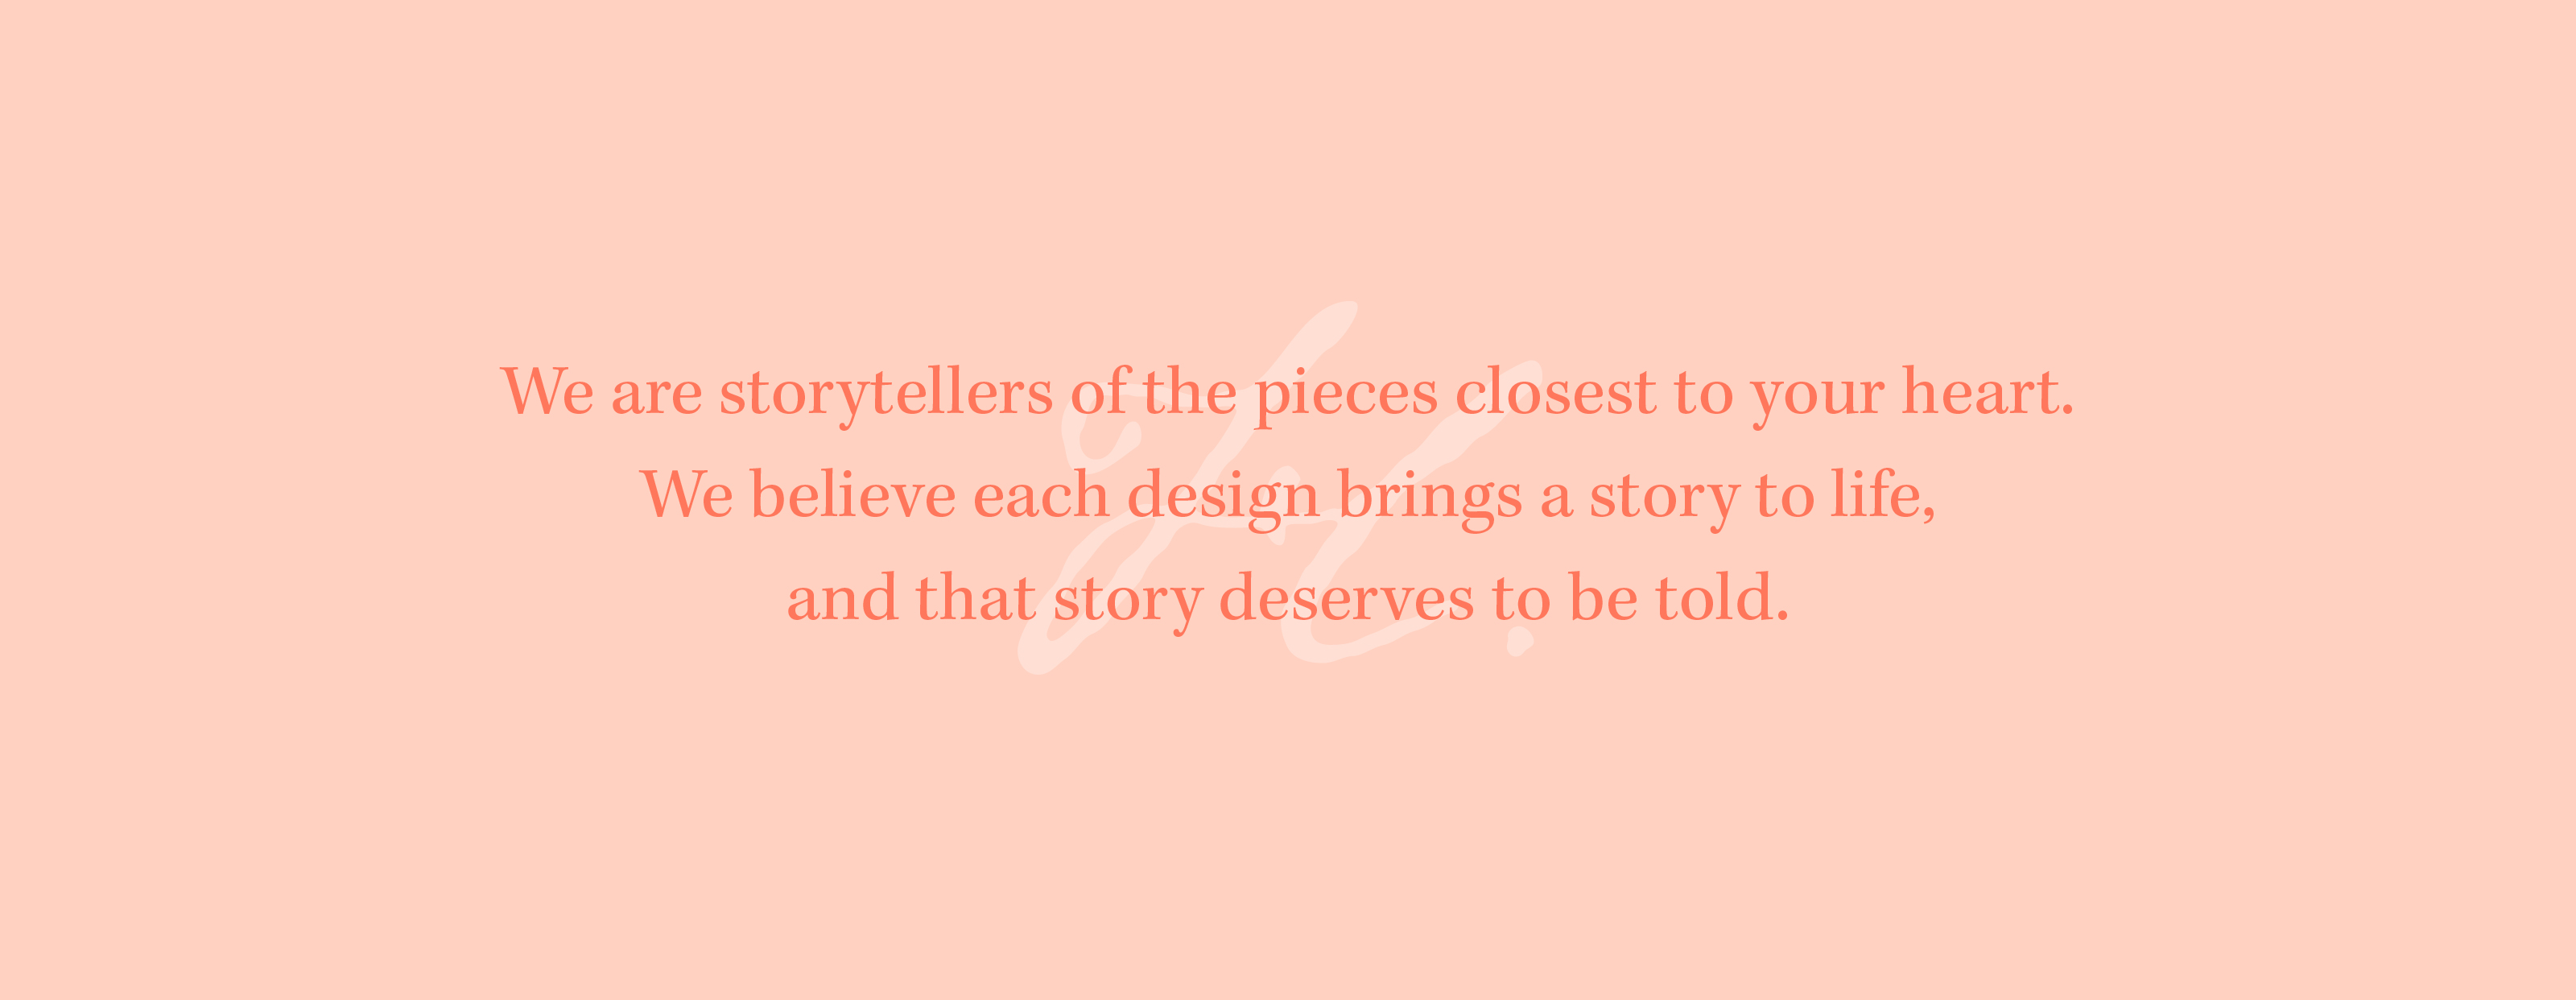 We are storytellers of the pieces closest to your heart.
We believe each design brings a story to life,
and that story deserves to be told.